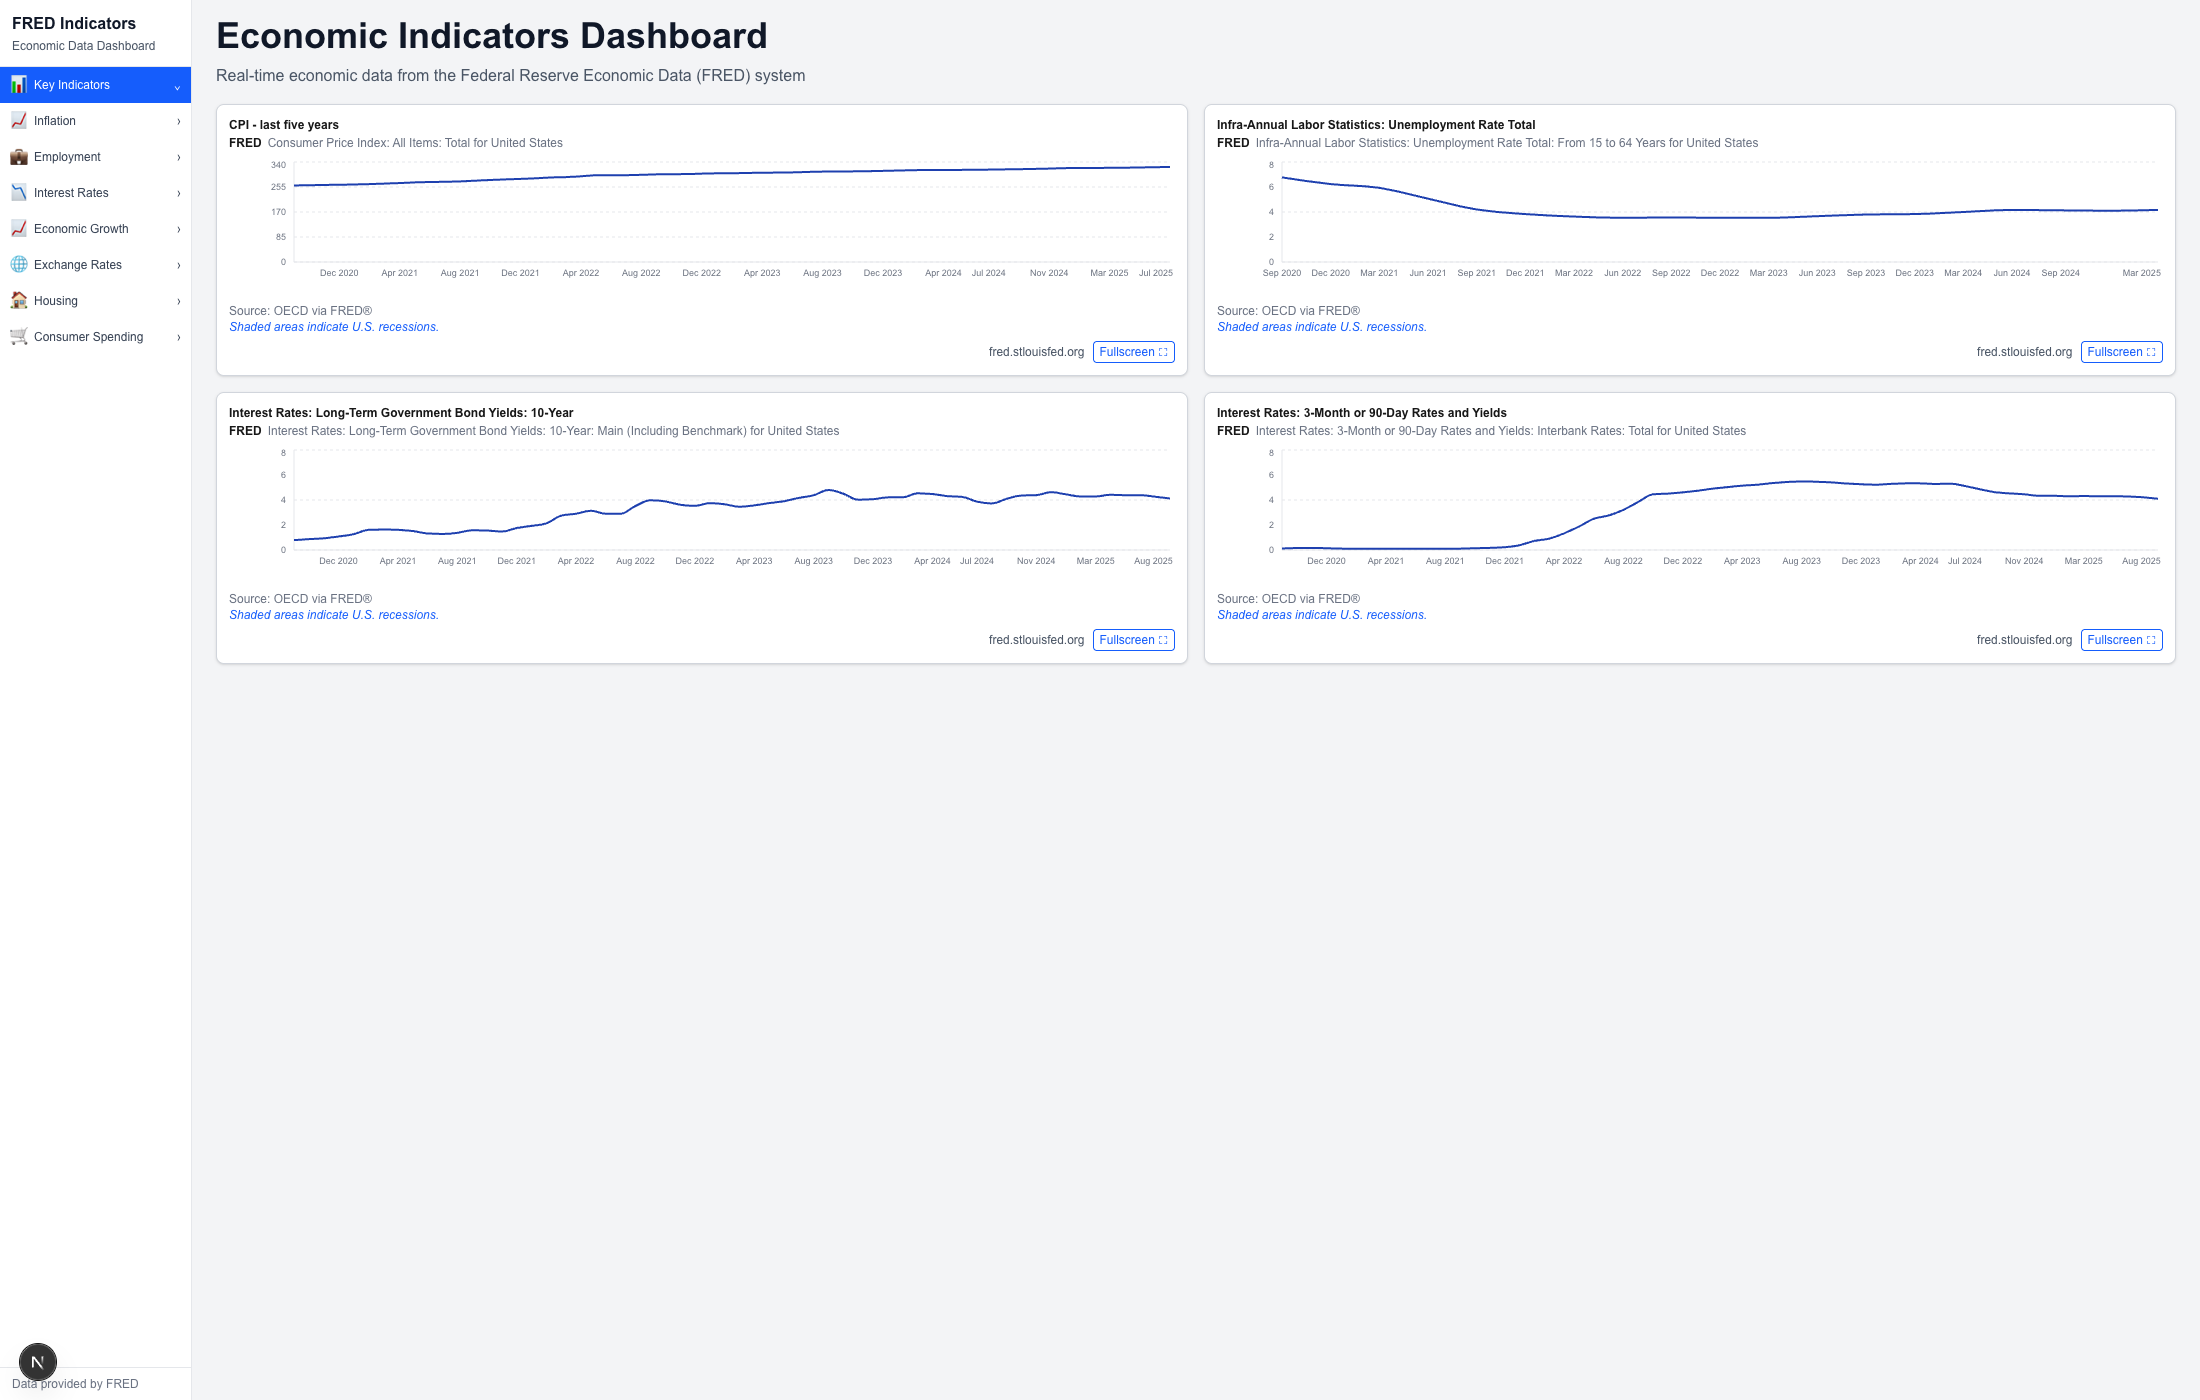 FRED Indicators
Economic Data Dashboard
Key Indicators
Inflation
Employment
Interest Rates
Economic Growth
Exchange Rates
Housing
Consumer Spending
Data provided by FRED
Economic Indicators Dashboard
Real-time economic data from the Federal Reserve Economic Data (FRED) system
CPI - last five years
FRED Consumer Price Index: All Items: Total for United States
340
255
170
85
0
Dec 2020 Apr 2021 Aug 2021 Dec 2021 Apr 2022 Aug 2022 Dec 2022 Apr 2023 Aug 2023 Dec 2023 Apr 2024 Jul 2024 Nov 2024 Mar 2025 Jul 2025
Source: OECD via FRED®
Shaded areas indicate U.S. recessions.
fred.stlouisfed.org Fullscreen
Infra-Annual Labor Statistics: Unemployment Rate Total
FRED Infra-Annual Labor Statistics: Unemployment Rate Total: From 15 to 64 Years for United States
8
6
4
2
0
Sep 2020 Dec 2020 Mar 2021 Jun 2021 Sep 2021 Dec 2021 Mar 2022 Jun 2022 Sep 2022 Dec 2022 Mar 2023 Jun 2023 Sep 2023 Dec 2023 Mar 2024 Jun 2024 Sep 2024 Mar 2025
Source: OECD via FRED®
Shaded areas indicate U.S. recessions.
fred.stlouisfed.org Fullscreen
Interest Rates: Long-Term Government Bond Yields: 10-Year
FRED Interest Rates: Long-Term Government Bond Yields: 10-Year: Main (Including Benchmark) for United States
8
6
4
2
0
Dec 2020 Apr 2021 Aug 2021 Dec 2021 Apr 2022 Aug 2022 Dec 2022 Apr 2023 Aug 2023 Dec 2023 Apr 2024 Jul 2024 Nov 2024 Mar 2025 Aug 2025
Source: OECD via FRED®
Shaded areas indicate U.S. recessions.
fred.stlouisfed.org Fullscreen
Interest Rates: 3-Month or 90-Day Rates and Yields
FRED Interest Rates: 3-Month or 90-Day Rates and Yields: Interbank Rates: Total for United States
8
6
4
2
0
Dec 2020 Apr 2021 Aug 2021 Dec 2021 Apr 2022 Aug 2022 Dec 2022 Apr 2023 Aug 2023 Dec 2023 Apr 2024 Jul 2024 Nov 2024 Mar 2025 Aug 2025
Source: OECD via FRED®
Shaded areas indicate U.S. recessions.
fred.stlouisfed.org Fullscreen